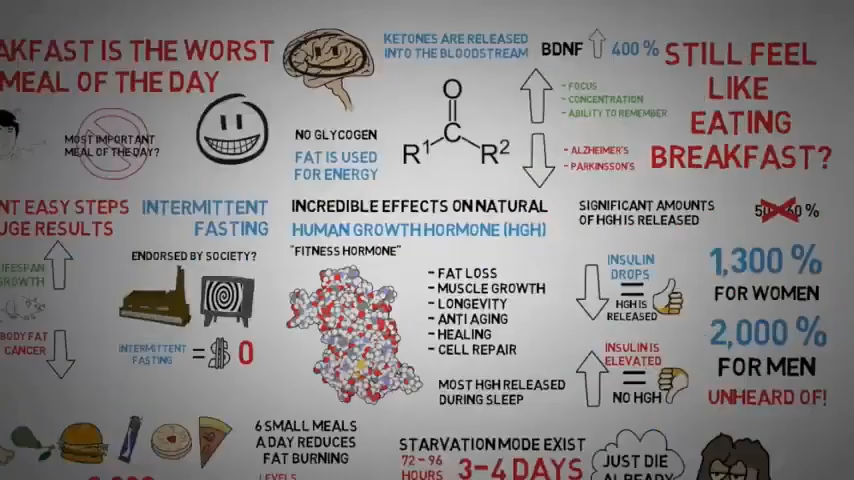 AKFAST IS THE WORST
MEAL OF THE DAY
MOST IMPORTANT
MEAL OF THE DAY?
KETONES ARE RELEASED
INTO THE BLOODSTREAM
BDNF 400 %
- FOCUS
- CONCENTRATION
- ABILITY TO REMEMBER
NO GLYCOGEN
FAT IS USED
FOR ENERGY
O
R1
R2
- ALZHEIMER'S
- PARKINSON'S
STILL FEEL
LIKE
EATING
BREAKFAST?
NT EASY STEPS
UGE RESULTS
INTERMITTENT
FASTING
ENDORSED BY SOCIETY?
IFESPAN
GROWTH
BODY FAT
CANCER
INTERMITTENT
FASTING
= $ 0
INCREDIBLE EFFECTS ON NATURAL
HUMAN GROWTH HORMONE (HGH)
"FITNESS HORMONE"
- FAT LOSS
- MUSCLE GROWTH
- LONGEVITY
- ANTI AGING
- HEALING
- CELL REPAIR
MOST HGH RELEASED
DURING SLEEP
SIGNIFICANT AMOUNTS
OF HGH IS RELEASED
INSULIN
DROPS
=
HGH IS
RELEASED
INSULIN IS
ELEVATED
=
NO HGH
1,300 %
FOR WOMEN
2,000 %
FOR MEN
UNHEARD OF!
6 SMALL MEALS
A DAY REDUCES
FAT BURNING
LEVELS
STARVATION MODE EXIST
72-96
HOURS
3-4 DAYS
JUST DIE
ALREADY